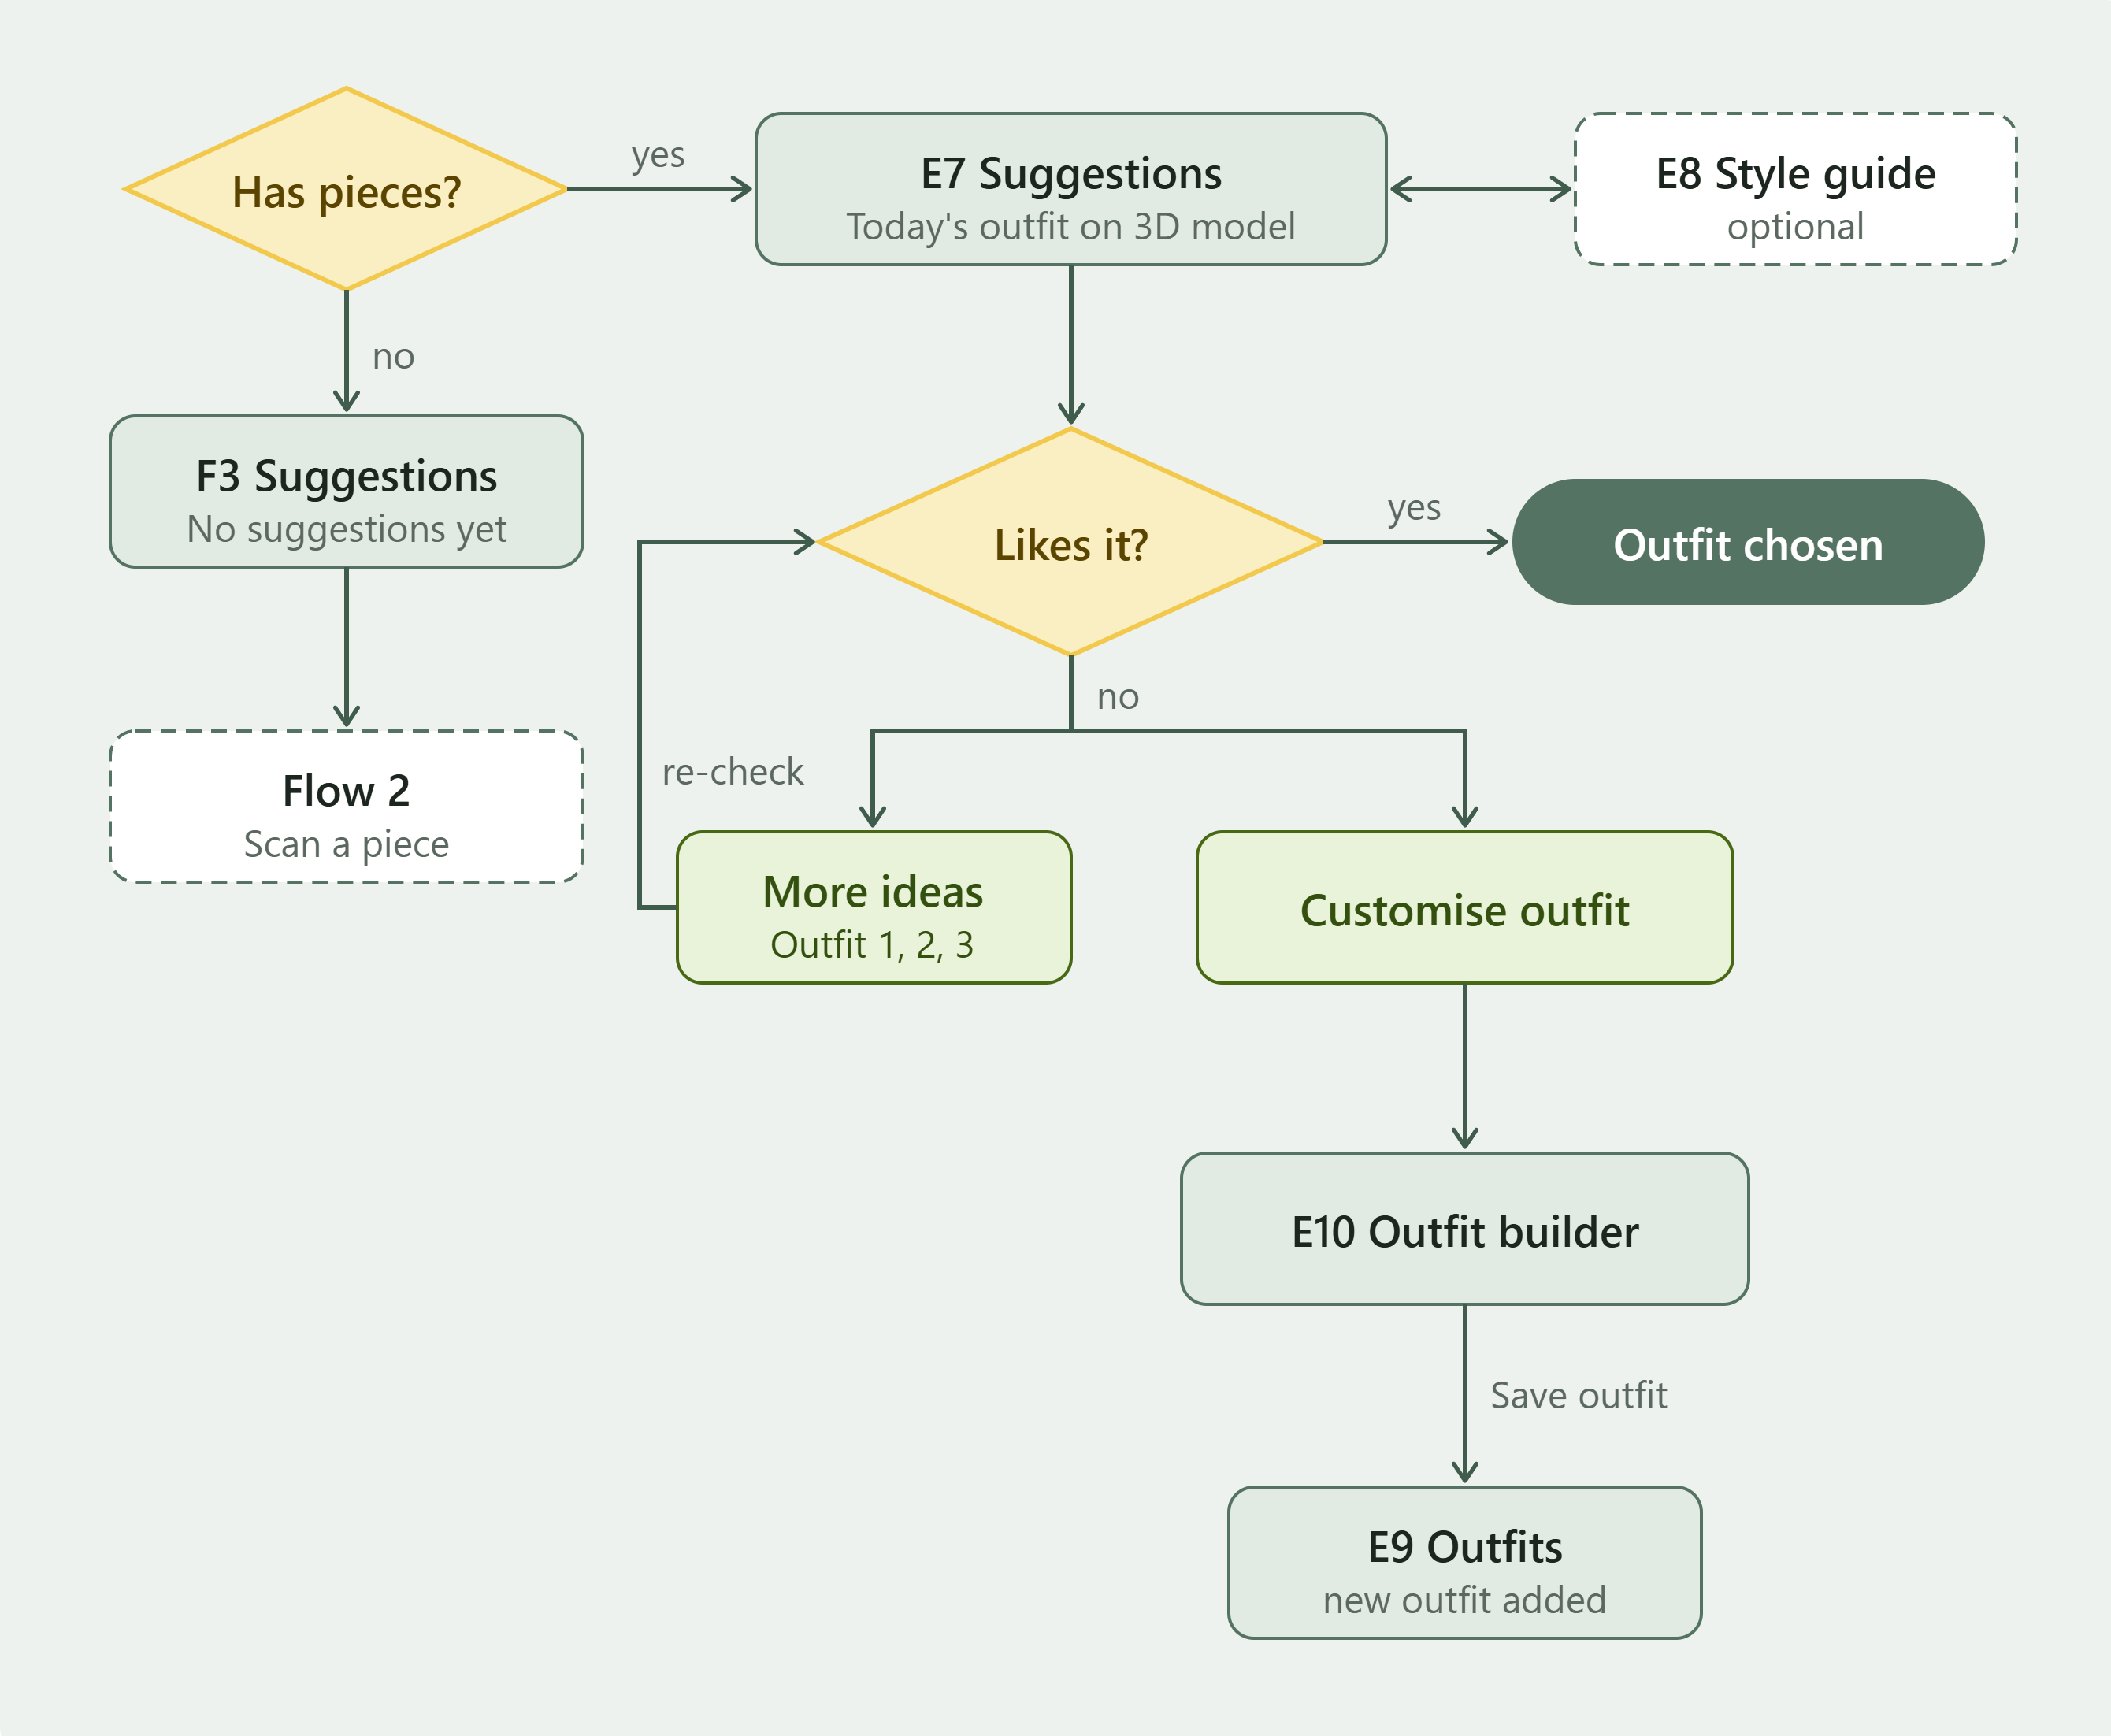 Has pieces?
yes
E7 Suggestions
Today's outfit on 3D model
E8 Style guide
optional
no
F3 Suggestions
No suggestions yet
Likes it?
yes
Outfit chosen
no
re-check
Flow 2
Scan a piece
More ideas
Outfit 1, 2, 3
Customise outfit
E10 Outfit builder
Save outfit
E9 Outfits
new outfit added